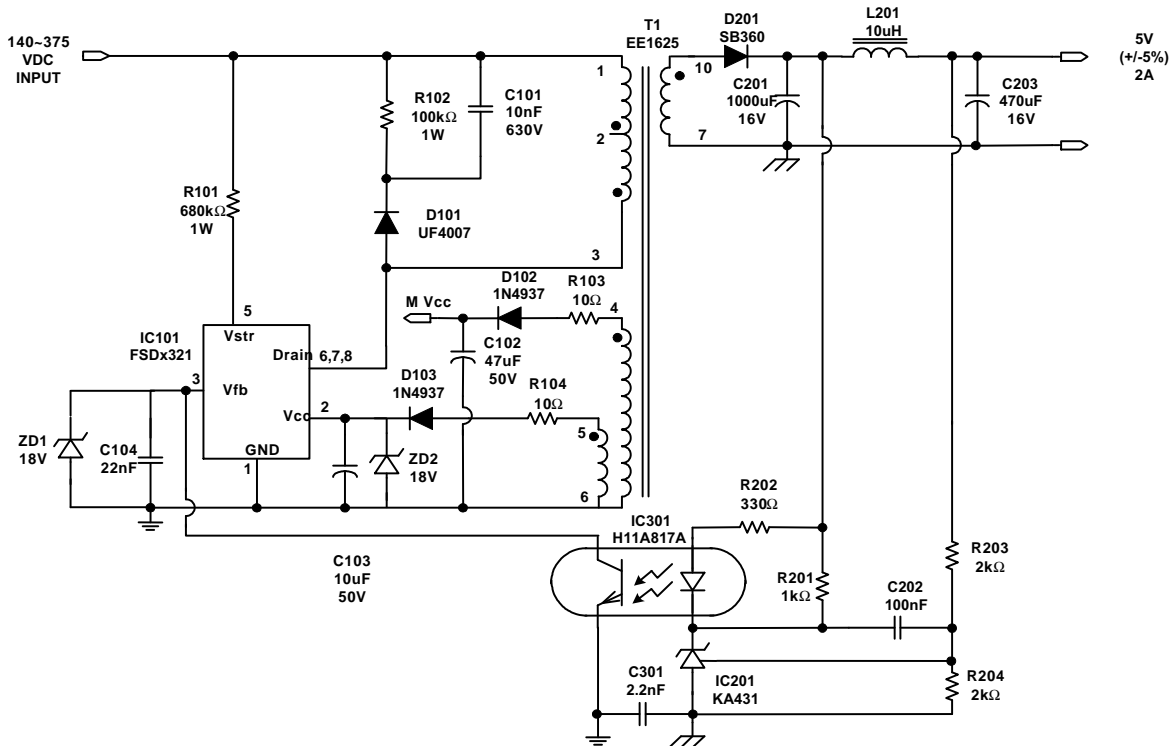 140~375
VDC
INPUT
T1
EE1625
D201
SB360
L201
10uH
5V
(+/-5%)
2A
1
10
C101
10nF
630V
R102
100kΩ
1W
C201
1000uF
16V
C203
470uF
16V
2
7
R101
680kΩ
1W
D101
UF4007
3
D102
1N4937
R103
10Ω
4
M Vcc
5
IC101
FSDx321
Vstr
Drain
6,7,8
C102
47uF
50V
3
Vfb
D103
1N4937
R104
10Ω
Vcc
2
5
ZD1
18V
C104
22nF
GND
1
ZD2
18V
6
R202
330Ω
IC301
H11A817A
C103
10uF
50V
R201
1kΩ
C202
100nF
R203
2kΩ
C301
2.2nF
IC201
KA431
R204
2kΩ